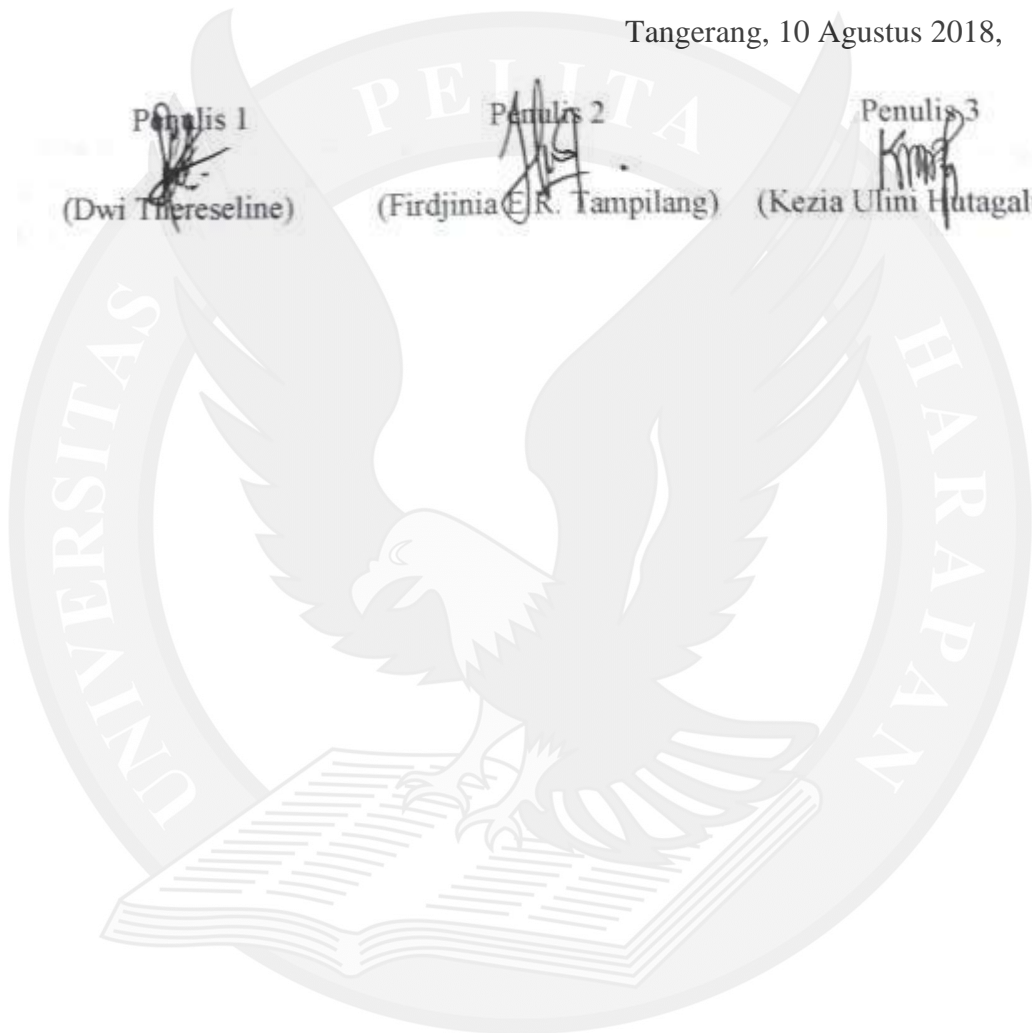 Tangerang, 10 Agustus 2018,
Penulis 1 Penulis 2 Penulis 3
(Dwi Thereseline) (Firdjinia E.R. Tampilang) (Kezia Ulini Hutagal
UNIVERSITAS PELITA HARAPAN